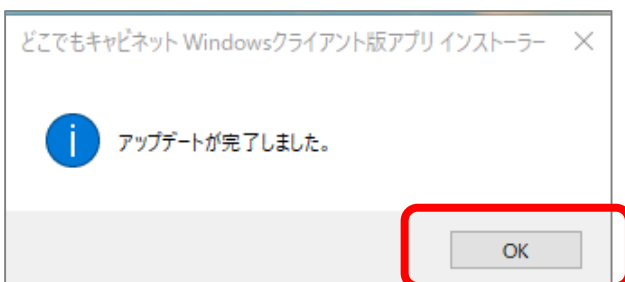 どこでもキャビネット Windowsクライアント版アプリ インストーラー
アップデートが完了しました。
OK